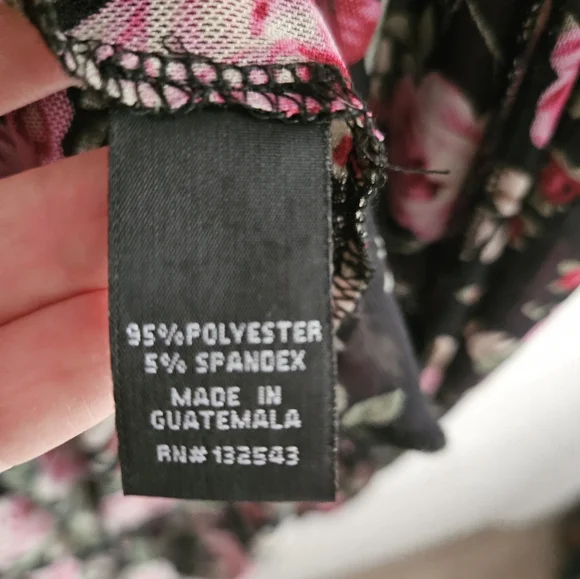 95%POLYESTER
5% SPANDEX
MADE IN
GUATEMALA
RN# 132543